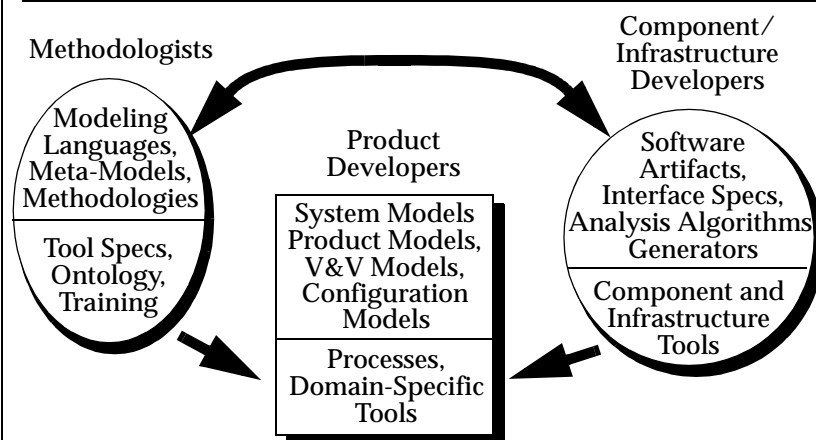 Methodologists
Modeling
Languages,
Meta-Models,
Methodologies
Tool Specs,
Ontology,
Training
Product
Developers
System Models
Product Models,
V&V Models,
Configuration
Models
Processes,
Domain-Specific
Tools
Component/
Infrastructure
Developers
Software
Artifacts,
Interface Specs,
Analysis Algorithms
Generators
Component and
Infrastructure
Tools